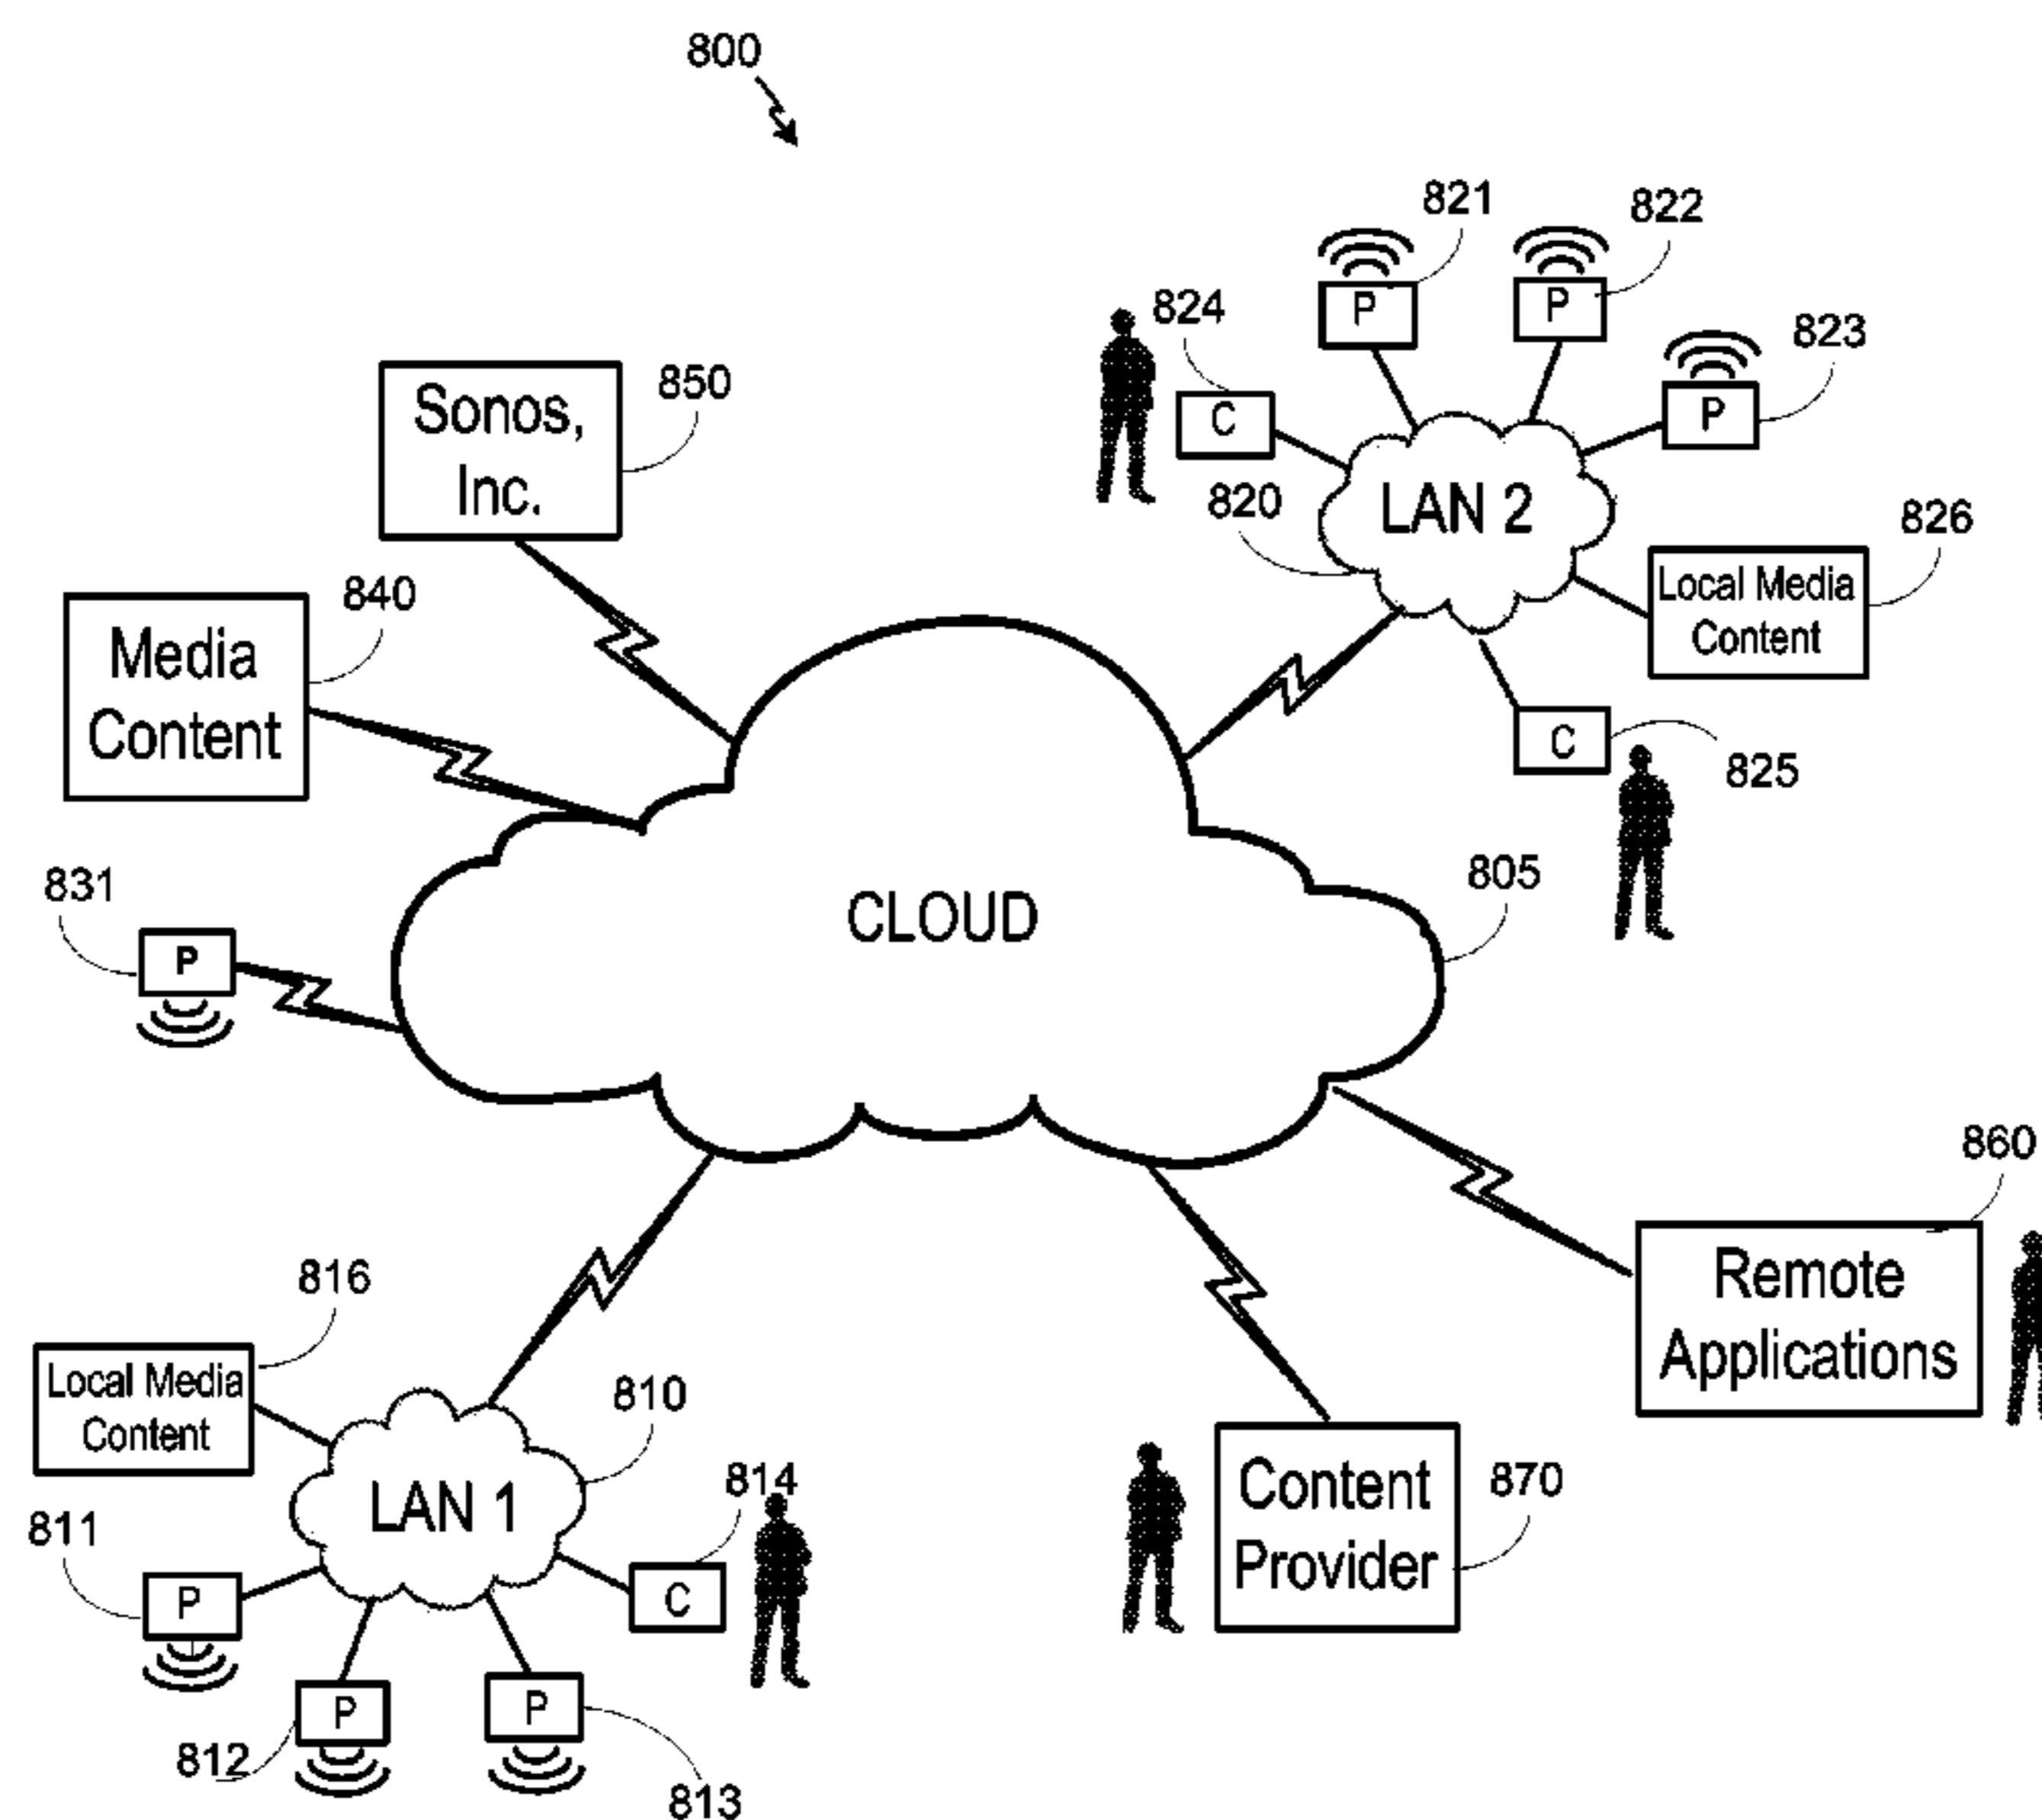 800
821
822
824
P
P
823
850
Sonos,
Inc.
C
P
820
LAN 2
826
840
Local Media
Content
Media
Content
C
825
831
805
CLOUD
P
860
Remote
Applications
816
Local Media
Content
810
814
Content
Provider
870
LAN 1
811
P
C
P
P
812
813